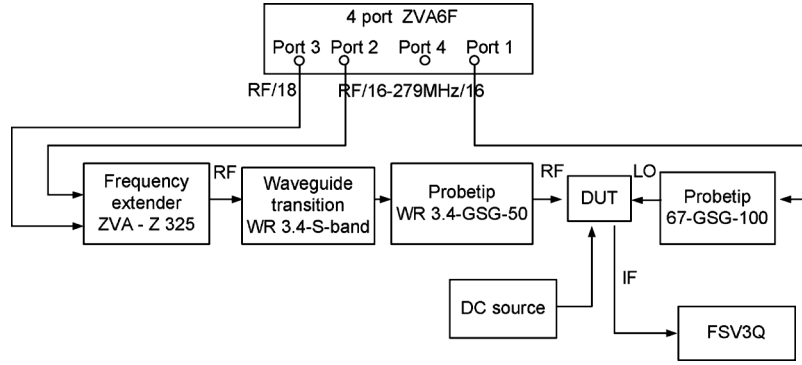 4 port ZVA6F
Port 3 Port 2 Port 4 Port 1
RF/18 RF/16-279MHz/16
Frequency
extender
ZVA - Z 325
RF
Waveguide
transition
WR 3.4-S-band
Probetip
WR 3.4-GSG-50
RF
DUT
LO
Probetip
67-GSG-100
DC source
IF
FSV3Q